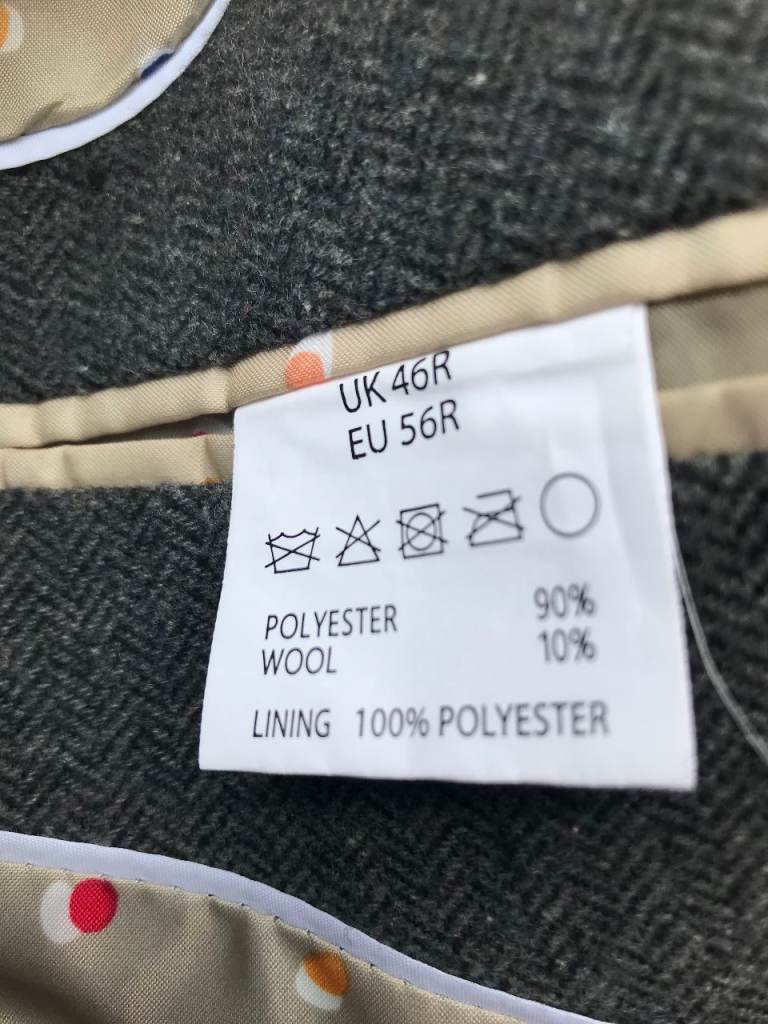 UK 46R
EU 56R
POLYESTER 90%
WOOL 10%
LINING 100% POLYESTER